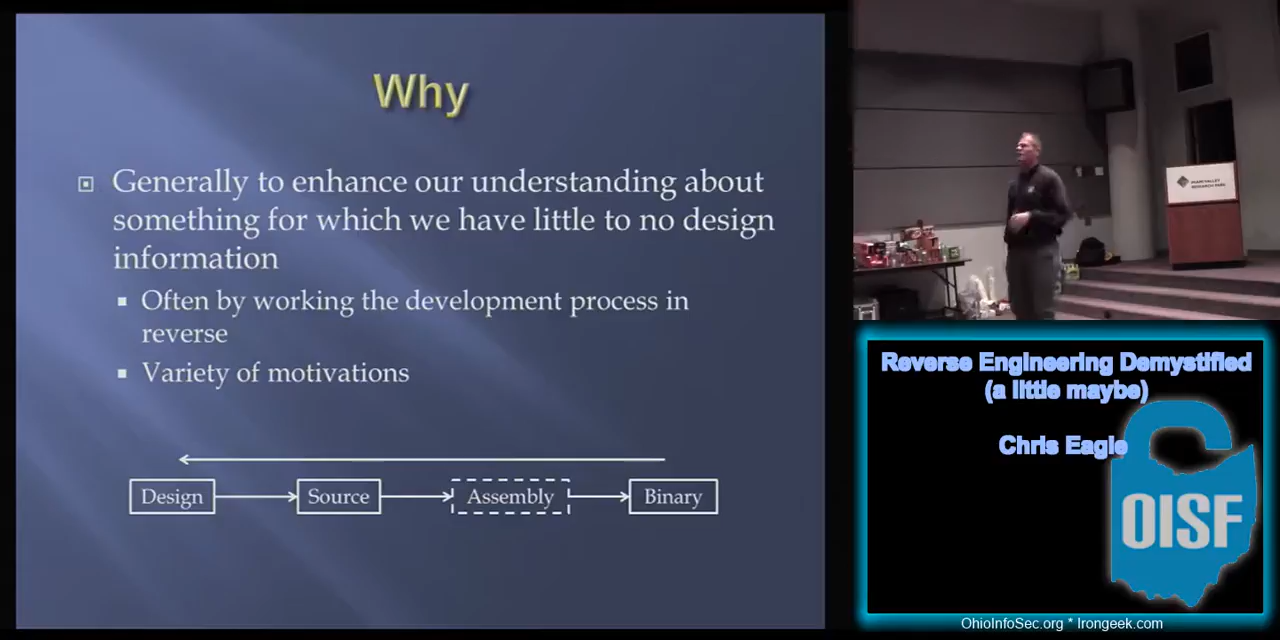 Why
Generally to enhance our understanding about
something for which we have little to no design
information
Often by working the development process in
reverse
Variety of motivations
Design
Source
Assembly
Binary
Reverse Engineering Demystified
(a little maybe)
Chris Eagle
OISF
OhioInfoSec.org * Irongeek.com